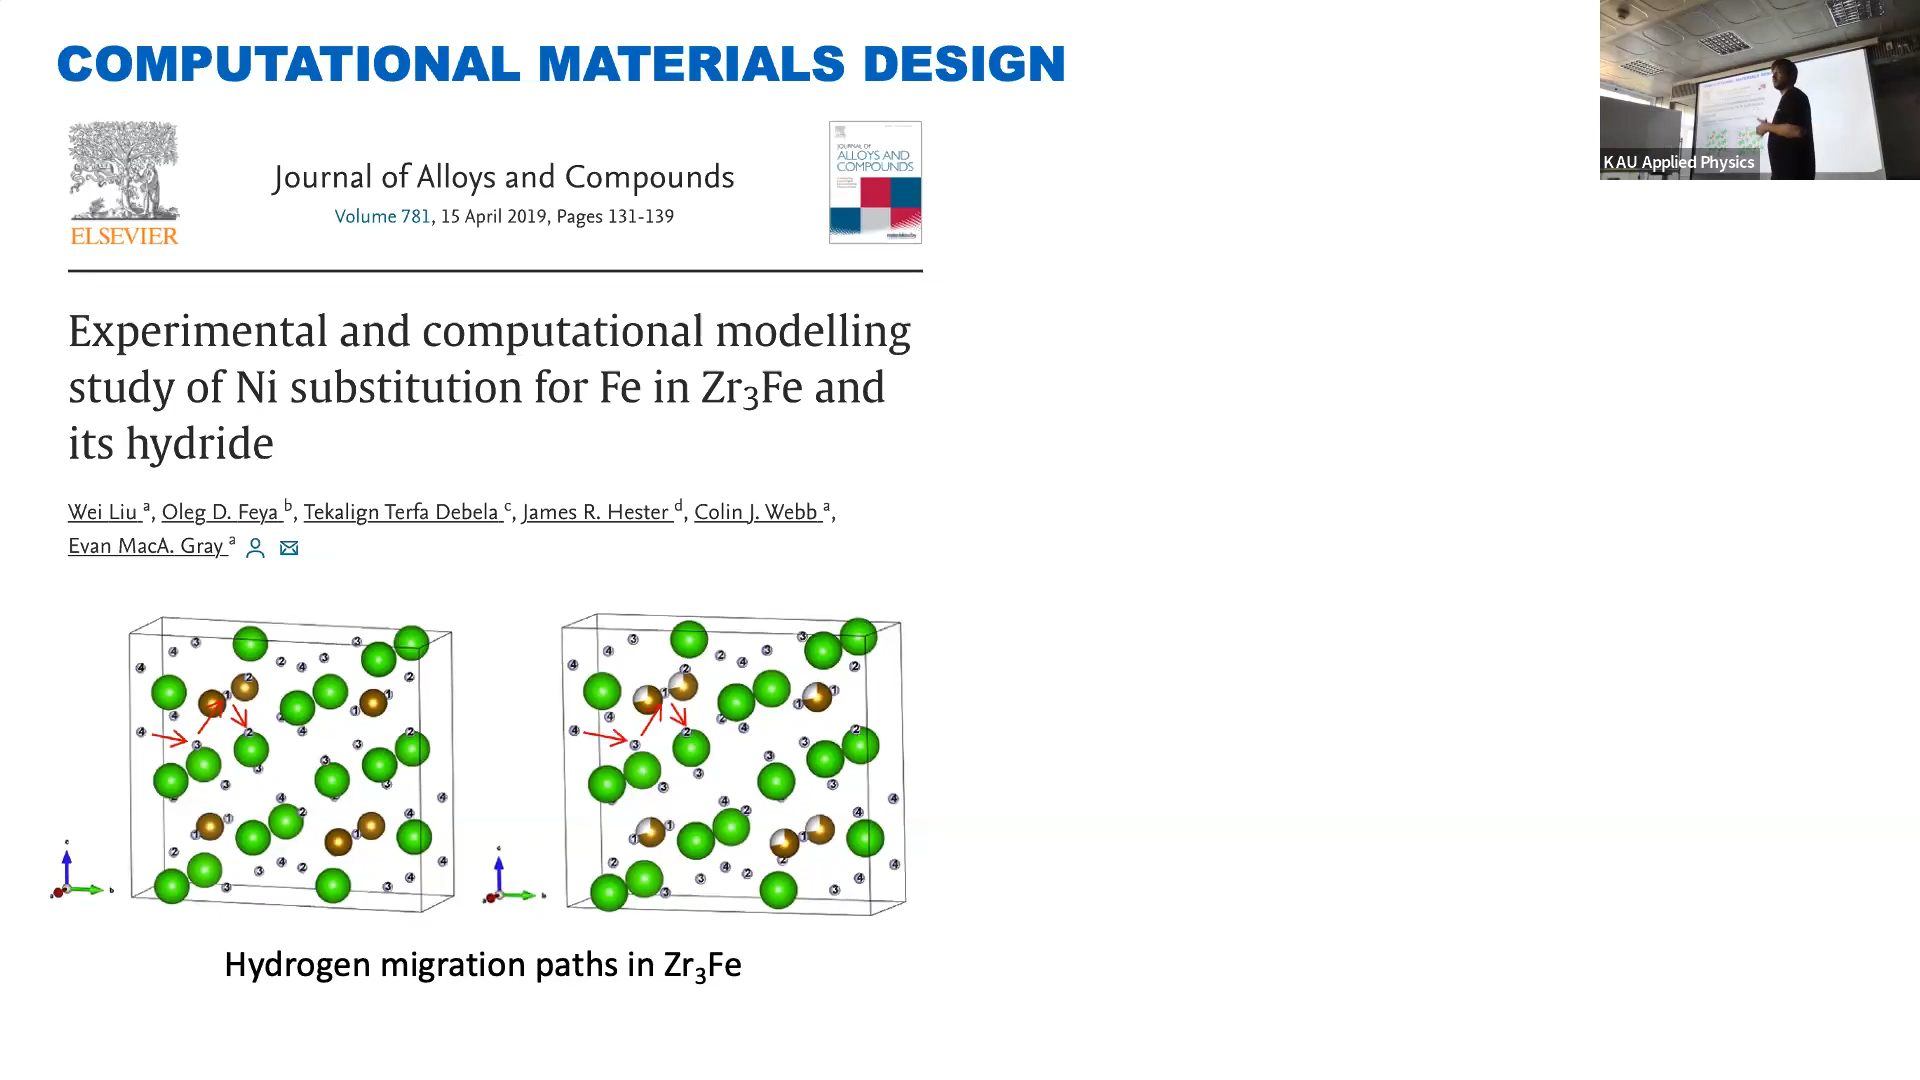 COMPUTATIONAL MATERIALS DESIGN
ELSEVIER
Journal of Alloys and Compounds
Volume 781, 15 April 2019, Pages 131-139
JOURNAL OF
ALLOYS AND
COMPOUNDS
KAU Applied Physics
Experimental and computational modelling
study of Ni substitution for Fe in Zr₃Fe and
its hydride
Wei Liu ᵃ, Oleg D. Feya ᵇ, Tekalign Terfa Debela ᶜ, James R. Hester ᵈ, Colin J. Webb ᵃ,
Evan MacA. Gray ᵃ
Hydrogen migration paths in Zr₃Fe